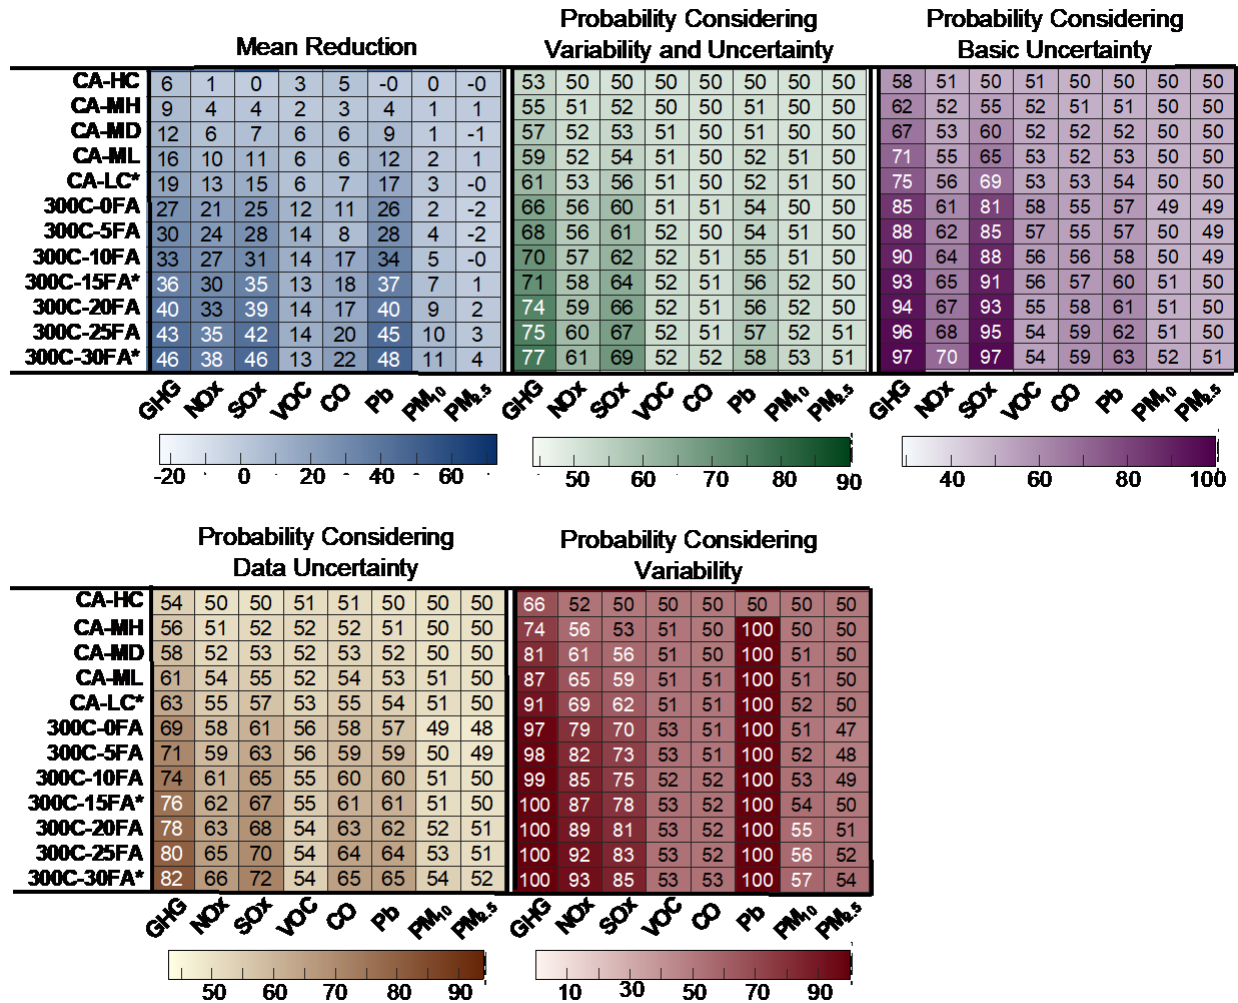 Mean Reduction
Probability Considering
Variability and Uncertainty
Probability Considering
Basic Uncertainty
CA-HC 6 1 0 3 5 -0 0 -0 53 50 50 50 50 50 50 50 58 51 50 51 50 50 50 50
CA-MH 9 4 4 2 3 4 1 1 55 51 52 50 50 51 50 50 62 52 55 52 51 51 50 50
CA-MD 12 6 7 6 6 9 1 -1 57 52 53 51 50 51 50 50 67 53 60 52 52 52 50 50
CA-ML 16 10 11 6 6 12 2 1 59 52 54 51 50 52 51 50 71 55 65 53 52 53 50 50
CA-LC* 19 13 15 6 7 17 3 -0 61 53 56 51 50 52 51 50 75 56 69 53 53 54 50 50
300C-0FA 27 21 25 12 11 26 2 -2 66 56 60 51 51 54 50 50 85 61 81 58 55 57 49 49
300C-5FA 30 24 28 14 8 28 4 -2 68 56 61 52 50 54 51 50 88 62 85 57 55 57 50 49
300C-10FA 33 27 31 14 17 34 5 -0 70 57 62 52 51 55 51 50 90 64 88 56 56 58 50 49
300C-15FA* 36 30 35 13 18 37 7 1 71 58 64 52 51 56 52 50 93 65 91 56 57 60 51 50
300C-20FA 40 33 39 14 17 40 9 2 74 59 66 52 51 56 52 50 94 67 93 55 58 61 51 50
300C-25FA 43 35 42 14 20 45 10 3 75 60 67 52 51 57 52 51 96 68 95 54 59 62 51 50
300C-30FA* 46 38 46 13 22 48 11 4 77 61 69 52 52 58 53 51 97 70 97 54 59 63 52 51
GHG NOx SOx VOC CO Pb PM10 PM2.5 GHG NOx SOx VOC CO Pb PM10 PM2.5 GHG NOx SOx VOC CO Pb PM10 PM2.5
-20 0 20 40 60 50 60 70 80 90 40 60 80 100
Probability Considering
Data Uncertainty
Probability Considering
Variability
CA-HC 54 50 50 51 51 50 50 50 66 52 50 50 50 50 50 50
CA-MH 56 51 52 52 52 51 50 50 74 56 53 51 50 100 50 50
CA-MD 58 52 53 52 53 52 50 50 81 61 56 51 50 100 51 50
CA-ML 61 54 55 52 54 53 51 50 87 65 59 51 51 100 51 50
CA-LC* 63 55 57 53 55 54 51 50 91 69 62 51 51 100 52 50
300C-0FA 69 58 61 56 58 57 49 48 97 79 70 53 51 100 51 47
300C-5FA 71 59 63 56 59 59 50 49 98 82 73 53 51 100 52 48
300C-10FA 74 61 65 55 60 60 51 50 99 85 75 52 52 100 53 49
300C-15FA* 76 62 67 55 61 61 51 50 100 87 78 53 52 100 54 50
300C-20FA 78 63 68 54 63 62 52 51 100 89 81 53 52 100 55 51
300C-25FA 80 65 70 54 64 64 53 51 100 92 83 53 52 100 56 52
300C-30FA* 82 66 72 54 65 65 54 52 100 93 85 53 53 100 57 54
GHG NOx SOx VOC CO Pb PM10 PM2.5 GHG NOx SOx VOC CO Pb PM10 PM2.5
50 60 70 80 90 10 30 50 70 90